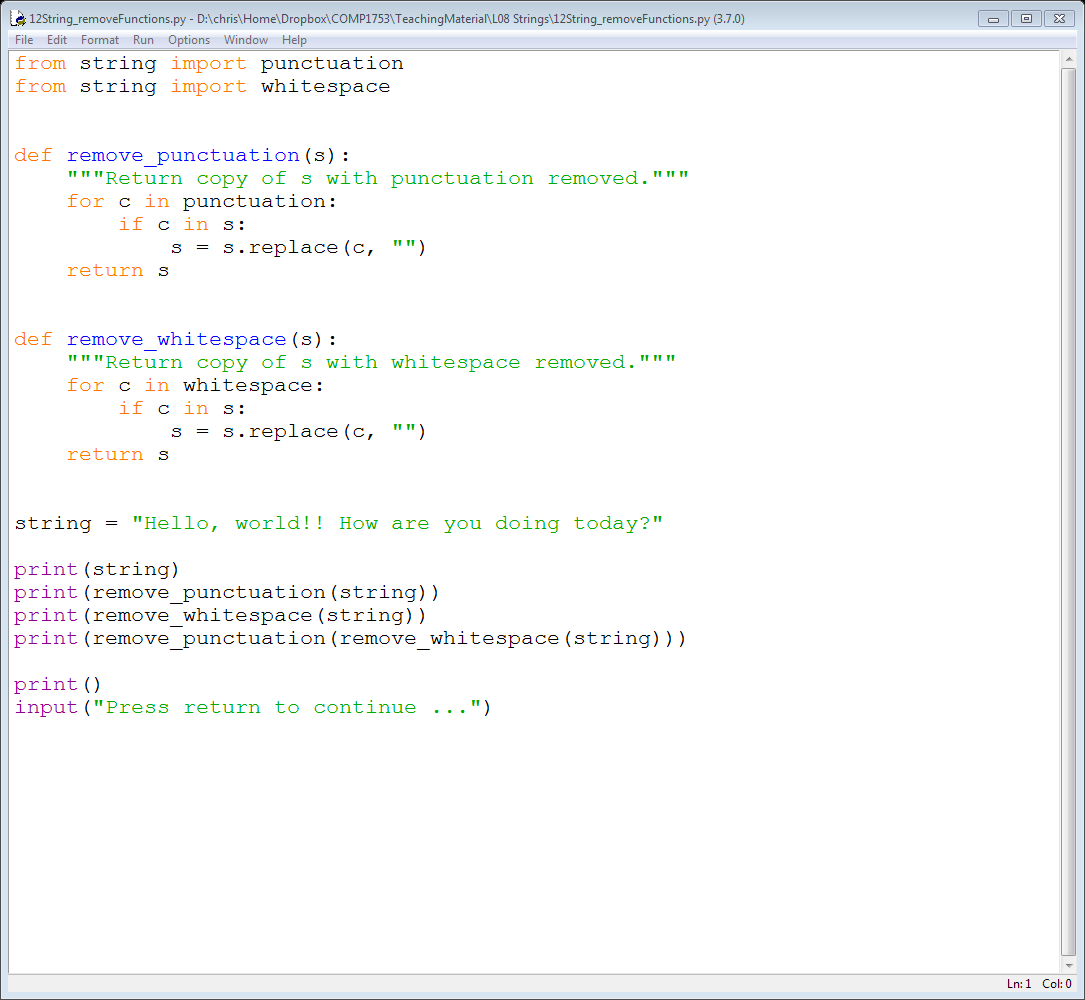 12String_removeFunctions.py - D:\chris\Home\Dropbox\COMP1753\TeachingMaterial\L08 Strings\12String_removeFunctions.py (3.7.0)
File Edit Format Run Options Window Help
from string import punctuation
from string import whitespace
def remove_punctuation(s):
    """Return copy of s with punctuation removed."""
    for c in punctuation:
        if c in s:
            s = s.replace(c, "")
    return s
def remove_whitespace(s):
    """Return copy of s with whitespace removed."""
    for c in whitespace:
        if c in s:
            s = s.replace(c, "")
    return s
string = "Hello, world!! How are you doing today?"
print(string)
print(remove_punctuation(string))
print(remove_whitespace(string))
print(remove_punctuation(remove_whitespace(string)))
print()
input("Press return to continue ...")
Ln: 1 Col: 0